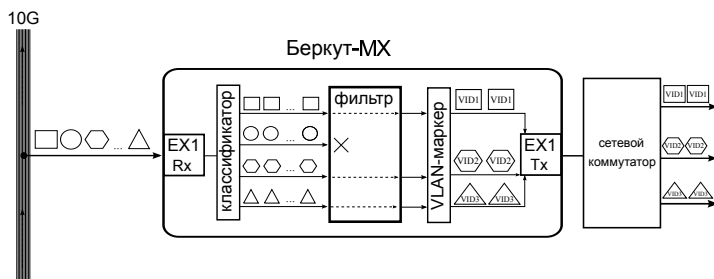 10G
Беркут-MX
EX1
Rx
классификатор
...
...
...
...
...
фильтр
VLAN-маркер
VID1 VID1
VID2 VID2
VID3 VID3
EX1
Tx
сетевой
коммутатор
VID1 VID1
VID2 VID2
VID3 VID3